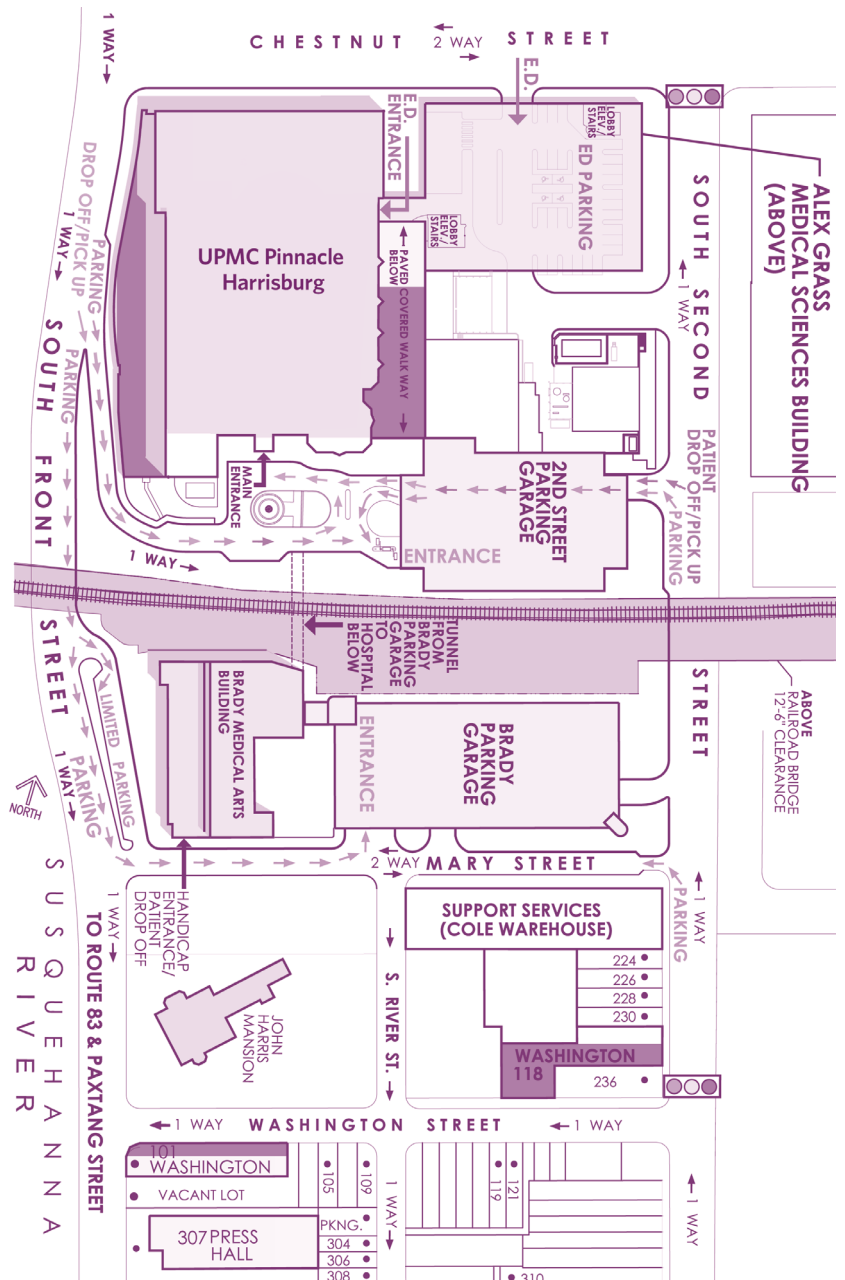 CHESTNUT STREET
2 WAY
1 WAY
E.D.
E.D.
ENTRANCE
LOBBY
ELEV./
STAIRS
ED PARKING
LOBBY
ELEV./
STAIRS
ALEX GRASS
MEDICAL SCIENCES BUILDING
(ABOVE)
DROP OFF/PICK UP
PARKING
1 WAY
UPMC Pinnacle
Harrisburg
PAVED COVERED WALK WAY
BELOW
SOUTH SECOND STREET
1 WAY
SOUTH FRONT STREET
PARKING
PATIENT
DROP OFF/PICK UP
PARKING
MAIN
ENTRANCE
2ND STREET
PARKING
GARAGE
ENTRANCE
1 WAY
TUNNEL
FROM
BRADY
PARKING
GARAGE
TO
HOSPITAL
BELOW
BRADY MEDICAL ARTS
BUILDING
ENTRANCE
BRADY
PARKING
GARAGE
ABOVE
RAILROAD BRIDGE
12'-6" CLEARANCE
LIMITED PARKING
1 WAY
PARKING
NORTH
2 WAY
MARY STREET
HANDICAP
ENTRANCE/
PATIENT
DROP OFF
1 WAY
PARKING
1 WAY
SUPPORT SERVICES
(COLE WAREHOUSE)
224
226
228
230
WASHINGTON
118
236
S. RIVER ST.
JOHN
HARRIS
MANSION
TO ROUTE 83 & PAXTANG STREET
SUSQUEHANNA
RIVER
1 WAY
WASHINGTON STREET
1 WAY
101
WASHINGTON
VACANT LOT
105
109
119
121
1 WAY
1 WAY
307 PRESS
HALL
PKNG.
304
306
308
310